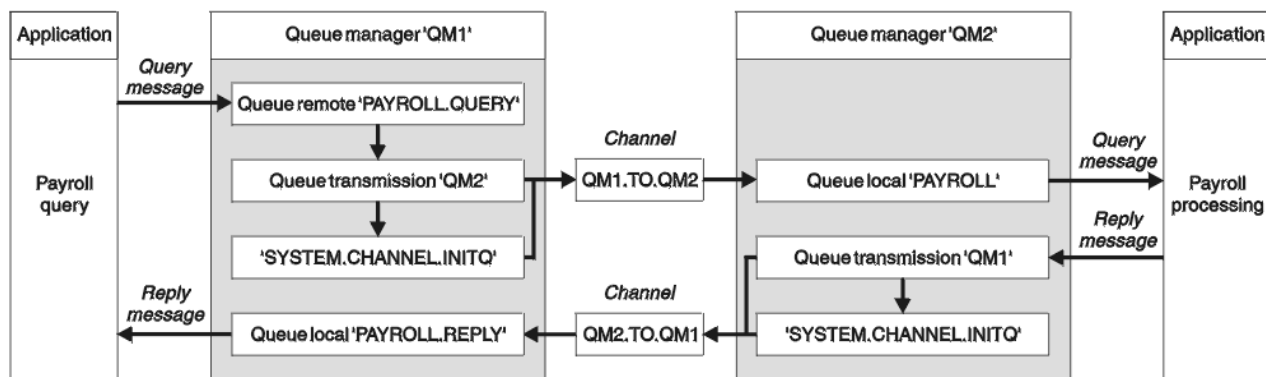 Application
Payroll
query
Query
message
Reply
message
Queue manager 'QM1'
Queue remote 'PAYROLL.QUERY'
Queue transmission 'QM2'
'SYSTEM.CHANNEL.INITQ'
Queue local 'PAYROLL.REPLY'
Channel
QM1.TO.QM2
Channel
QM2.TO.QM1
Queue manager 'QM2'
Queue local 'PAYROLL'
Queue transmission 'QM1'
'SYSTEM.CHANNEL.INITQ'
Query
message
Reply
message
Application
Payroll
processing